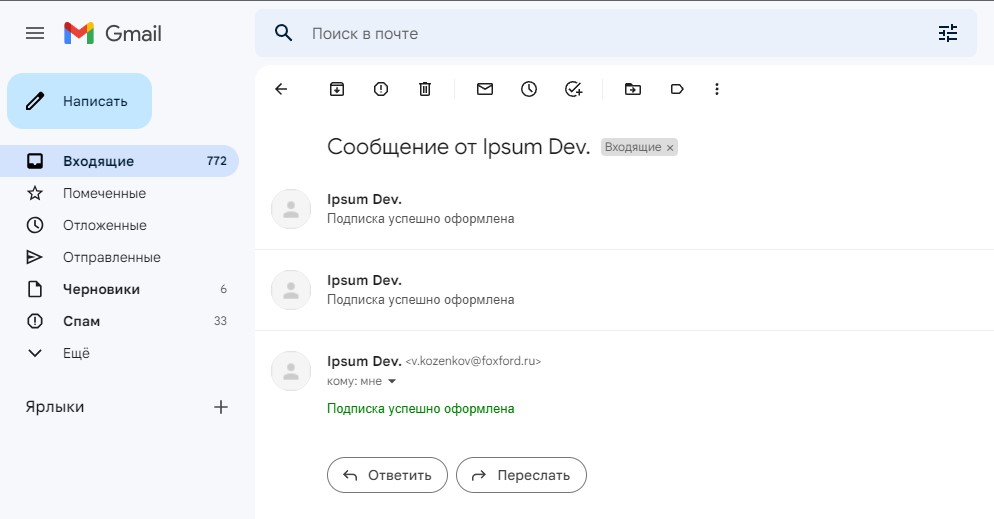 Gmail
Поиск в почте
Написать
Входящие 772
Помеченные
Отложенные
Отправленные
Черновики 6
Спам 33
Ещё
Ярлыки
Сообщение от Ipsum Dev. Входящие ×
Ipsum Dev.
Подписка успешно оформлена
Ipsum Dev.
Подписка успешно оформлена
Ipsum Dev. <v.kozenkov@foxford.ru>
кому: мне
Подписка успешно оформлена
Ответить
Переслать